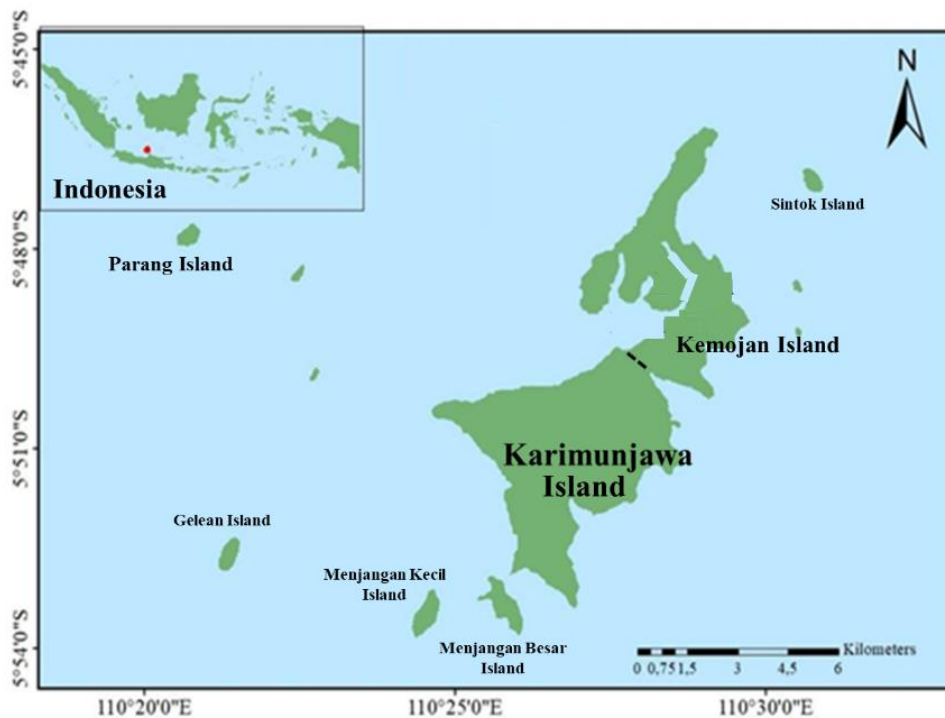 5°45'0"S
Indonesia
N
Sintok Island
5°48'0"S
Parang Island
Kemojan Island
5°51'0"S
Karimunjawa
Island
Gelean Island
Menjangan Kecil
Island
Menjangan Besar
Island
5°54'0"S
Kilometers
0 0,75 1,5 3 4,5 6
110°20'0"E 110°25'0"E 110°30'0"E